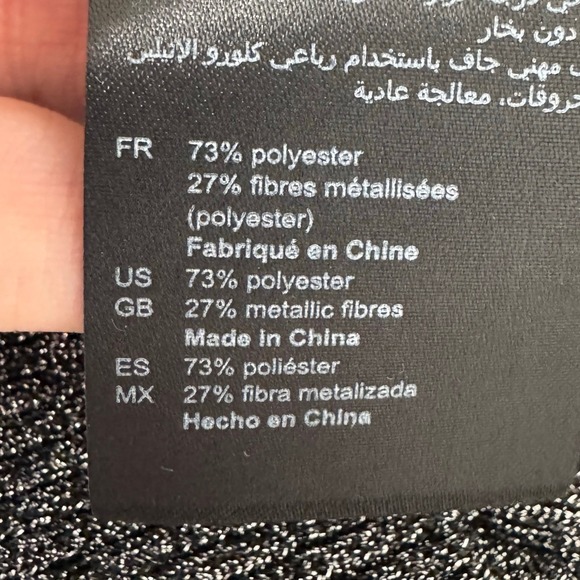 دون بخار
مهني جاف باستخدام رباعي كلورو الإثيلين
معالجة عادية
FR 73% polyester
27% fibres métallisées
(polyester)
Fabriqué en Chine
US 73% polyester
GB 27% metallic fibres
Made in China
ES 73% poliéster
MX 27% fibra metalizada
Hecho en China